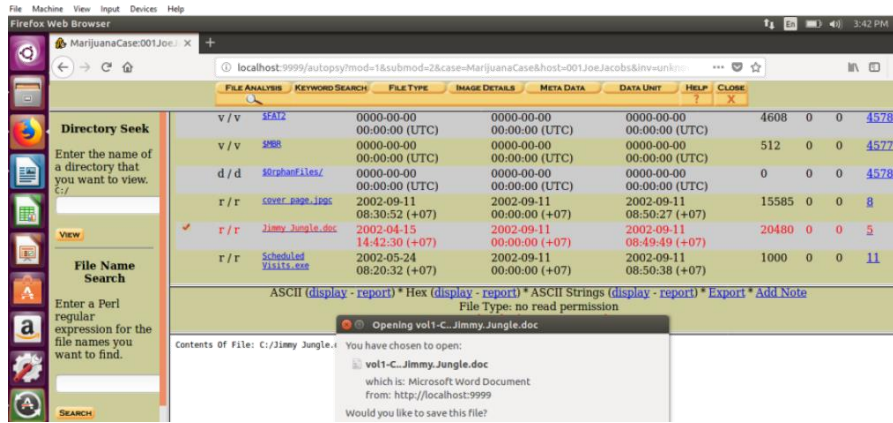 File Machine View Input Devices Help
Firefox Web Browser
En
3:42 PM
MarijuanaCase:001Joe
localhost:9999/autopsy?mod=1&submod=2&case=MarijuanaCase&host=001JoeJacobs&inv=unkn
FILE ANALYSIS KEYWORD SEARCH FILE TYPE IMAGE DETAILS META DATA DATA UNIT HELP CLOSE
? X
Directory Seek
Enter the name of
a directory that
you want to view.
C:/
VIEW
File Name
Search
Enter a Perl
regular
expression for the
file names you
want to find.
SEARCH
v / v $FAT2 0000-00-00 0000-00-00 0000-00-00 4608 0 0 4578
00:00:00 (UTC) 00:00:00 (UTC) 00:00:00 (UTC)
v / v $MBR 0000-00-00 0000-00-00 0000-00-00 512 0 0 4577
00:00:00 (UTC) 00:00:00 (UTC) 00:00:00 (UTC)
d / d $OrphanFiles/ 0000-00-00 0000-00-00 0000-00-00 0 0 0 4578
00:00:00 (UTC) 00:00:00 (UTC) 00:00:00 (UTC)
r / r cover page.jpgc 2002-09-11 2002-09-11 2002-09-11 15585 0 0 8
08:30:52 (+07) 00:00:00 (+07) 08:50:27 (+07)
r / r Jimmy Jungle.doc 2002-04-15 2002-09-11 2002-09-11 20480 0 0 5
14:42:30 (+07) 00:00:00 (+07) 08:49:49 (+07)
r / r Scheduled 2002-05-24 2002-09-11 2002-09-11 1000 0 0 11
Visits.exe 08:20:32 (+07) 00:00:00 (+07) 08:50:38 (+07)
ASCII (display - report) * Hex (display - report) * ASCII Strings (display - report) * Export * Add Note
File Type: no read permission
Contents Of File: C:/Jimmy Jungle.
Opening vol1-C...Jimmy.Jungle.doc
You have chosen to open:
vol1-C...Jimmy.Jungle.doc
which is: Microsoft Word Document
from: http://localhost:9999
Would you like to save this file?